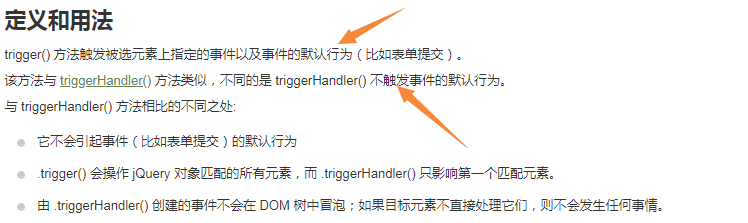 定义和用法
trigger() 方法触发被选元素上指定的事件以及事件的默认行为（比如表单提交）。
该方法与 triggerHandler() 方法类似，不同的是 triggerHandler() 不触发事件的默认行为。
与 triggerHandler() 方法相比的不同之处:
它不会引起事件（比如表单提交）的默认行为
.trigger() 会操作 jQuery 对象匹配的所有元素，而 .triggerHandler() 只影响第一个匹配元素。
由 .triggerHandler() 创建的事件不会在 DOM 树中冒泡；如果目标元素不直接处理它们，则不会发生任何事情。